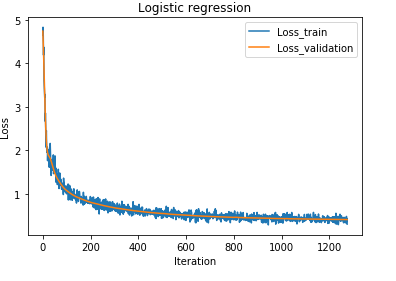 Logistic regression
Loss_train
Loss_validation
5
4
3
2
1
Loss
0
200
400
600
800
1000
1200
Iteration